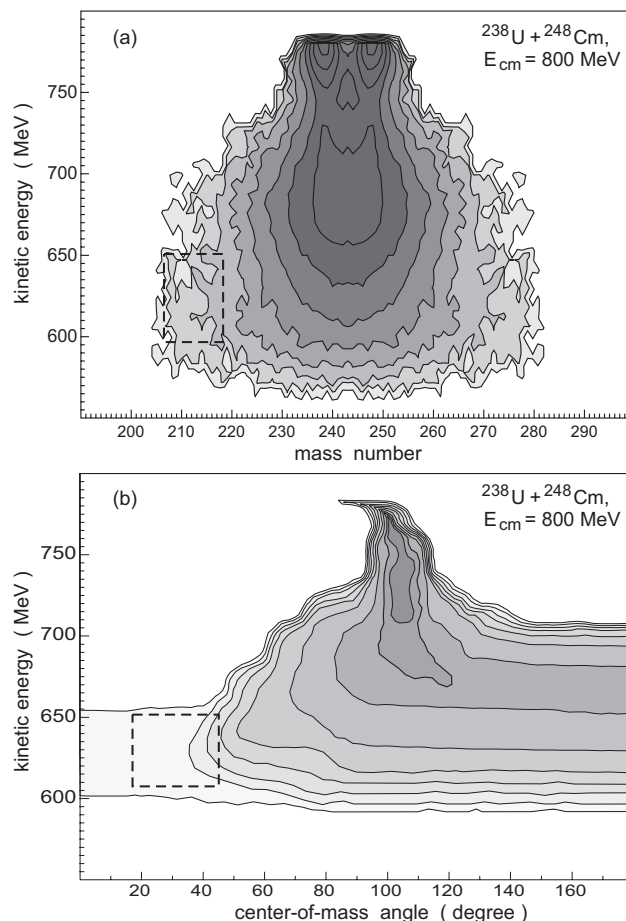 (a)
²³⁸U + ²⁴⁸Cm,
E_cm = 800 MeV
kinetic energy ( MeV )
750
700
650
600
200 210 220 230 240 250 260 270 280 290
mass number
(b)
²³⁸U + ²⁴⁸Cm,
E_cm = 800 MeV
kinetic energy ( MeV )
750
700
650
600
20 40 60 80 100 120 140 160
center-of-mass angle ( degree )